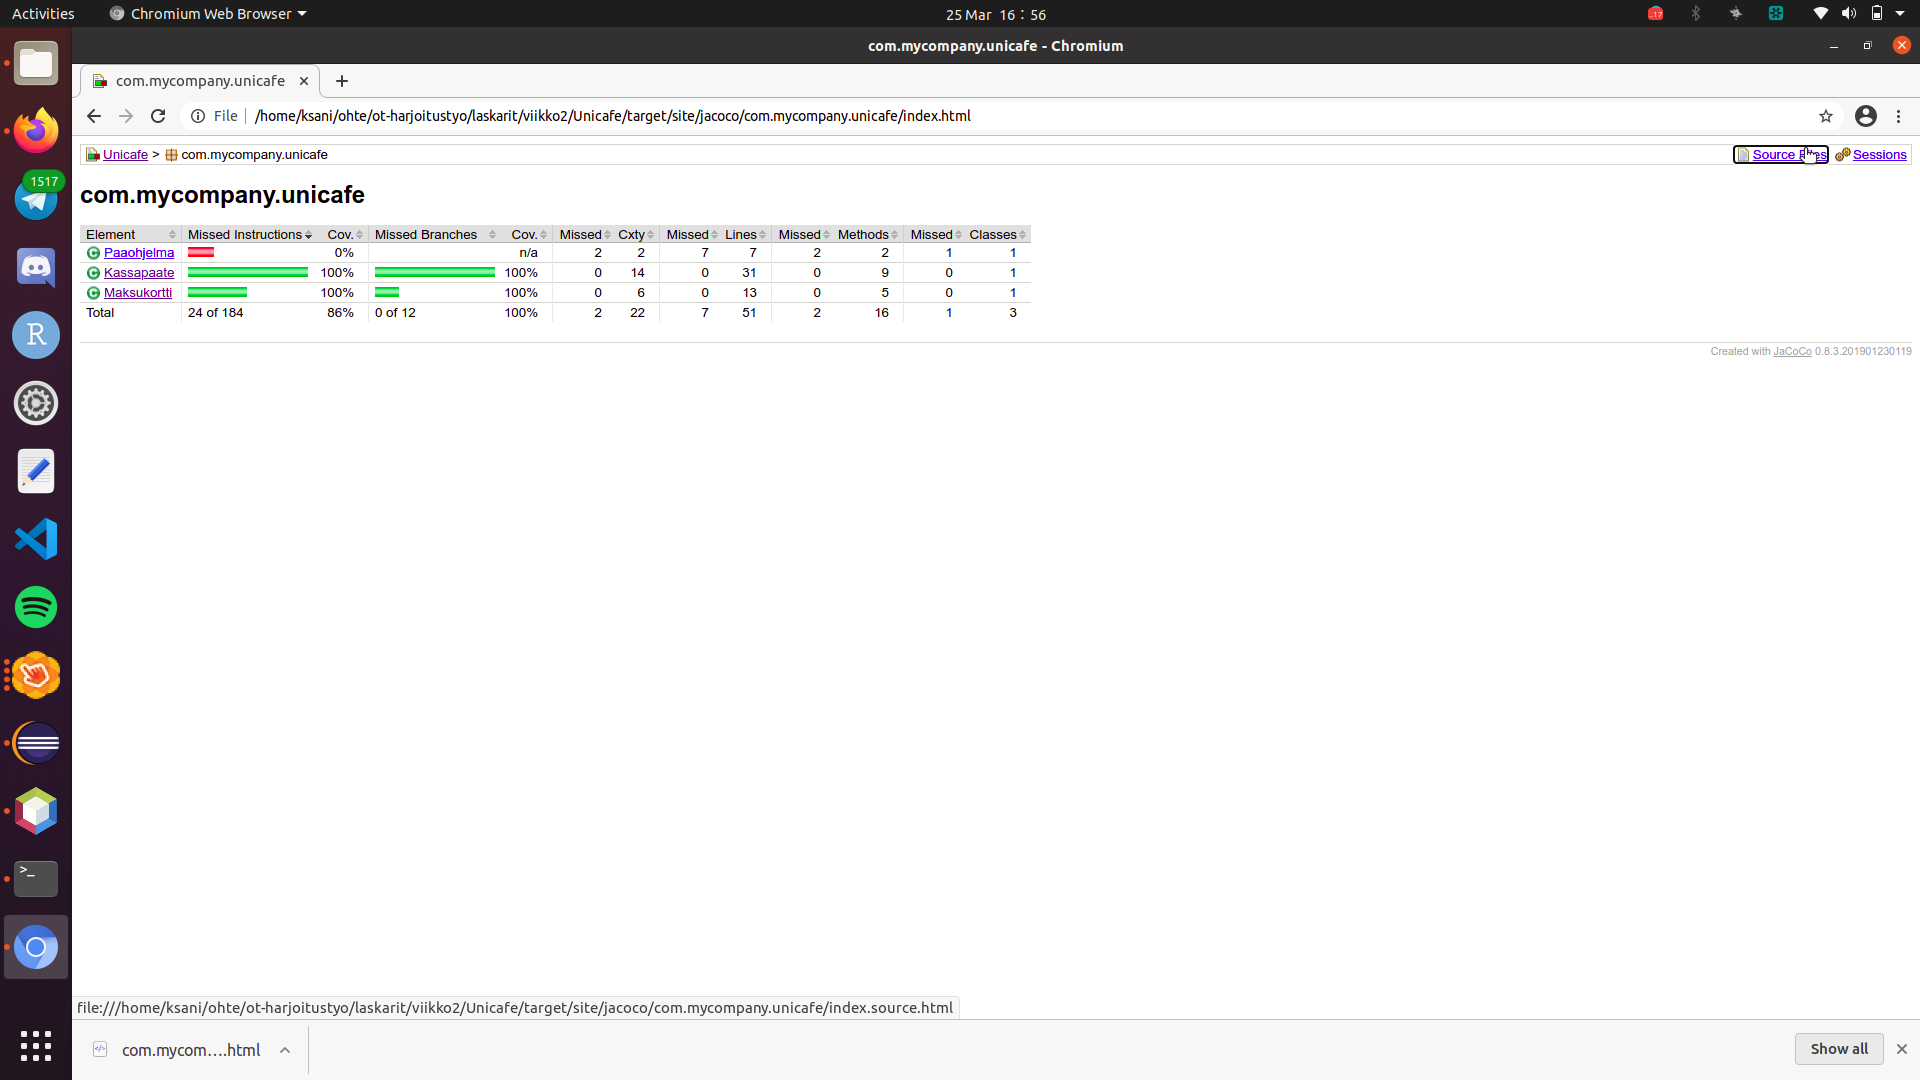 Activities Chromium Web Browser 25 Mar 16:56 17
com.mycompany.unicafe - Chromium
com.mycompany.unicafe
File /home/ksani/ohte/ot-harjoitustyo/laskarit/viikko2/Unicafe/target/site/jacoco/com.mycompany.unicafe/index.html
Unicafe > com.mycompany.unicafe Source Files Sessions
com.mycompany.unicafe
Element Missed Instructions Cov. Missed Branches Cov. Missed Cxty Missed Lines Missed Methods Missed Classes
Paaohjelma 0% n/a 2 2 7 7 2 2 1 1
Kassapaate 100% 100% 0 14 0 31 0 9 0 1
Maksukortti 100% 100% 0 6 0 13 0 5 0 1
Total 24 of 184 86% 0 of 12 100% 2 22 7 51 2 16 1 3
Created with JaCoCo 0.8.3.201901230119
1517
R
>_
file:///home/ksani/ohte/ot-harjoitustyo/laskarit/viikko2/Unicafe/target/site/jacoco/com.mycompany.unicafe/index.source.html
com.mycom....html Show all